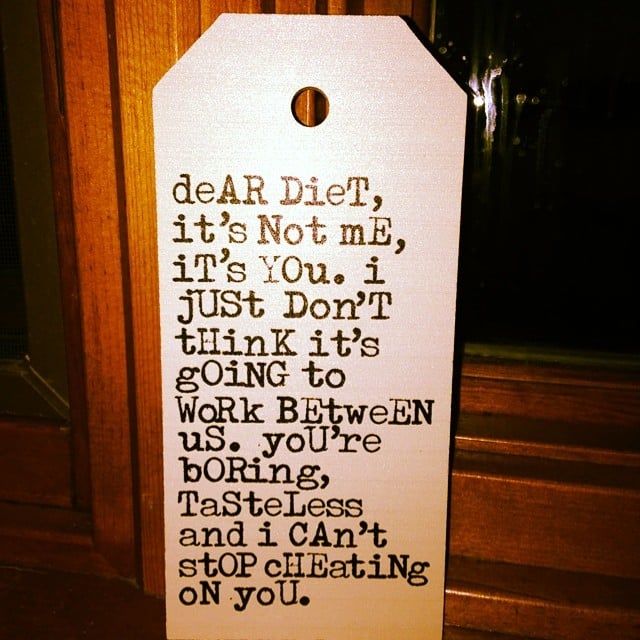 deAR DieT,
it's Not mE,
iT's YOu. i
jUSt Don'T
tHinK it's
gOiNG to
WoRk BEtweEN
uS. yoU're
bORing,
TaSteLess
and i CAn't
stOP cHEatiNg
oN yoU.